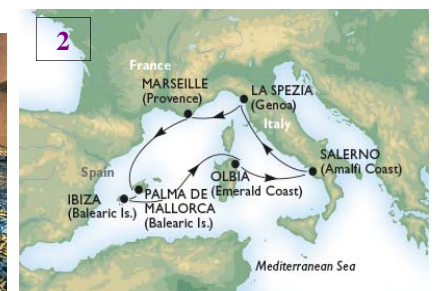 2
France
MARSEILLE
(Provence)
LA SPEZIA
(Genoa)
Italy
SALERNO
(Amalfi Coast)
OLBIA
(Emerald Coast)
Spain
IBIZA
(Balearic Is.)
PALMA DE
MALLORCA
(Balearic Is.)
Mediterranean Sea